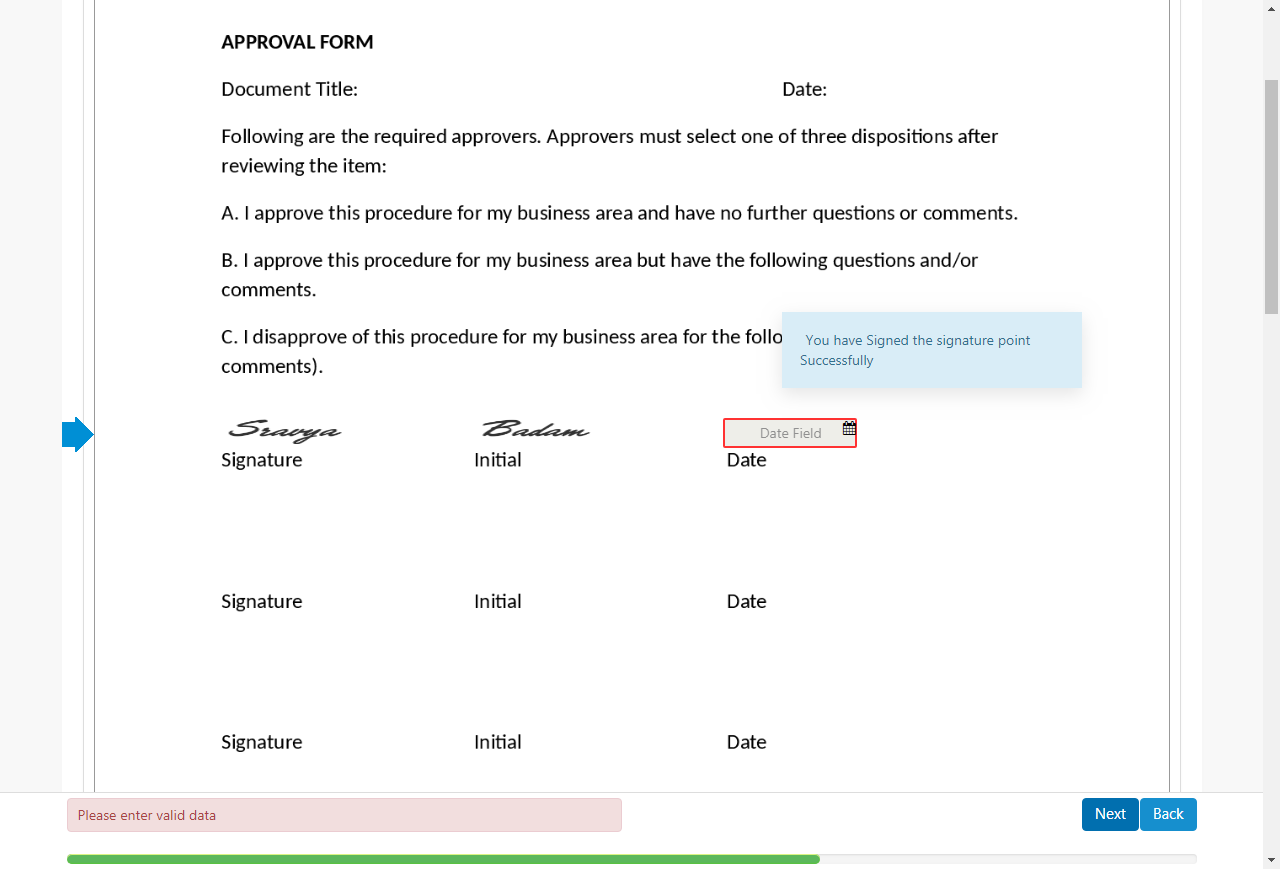 APPROVAL FORM
Document Title: Date:
Following are the required approvers. Approvers must select one of three dispositions after
reviewing the item:
A. I approve this procedure for my business area and have no further questions or comments.
B. I approve this procedure for my business area but have the following questions and/or
comments.
C. I disapprove of this procedure for my business area for the follo
comments).
You have Signed the signature point
Successfully
Sravya Badam Date Field
Signature Initial Date
Signature Initial Date
Signature Initial Date
Please enter valid data
Next Back